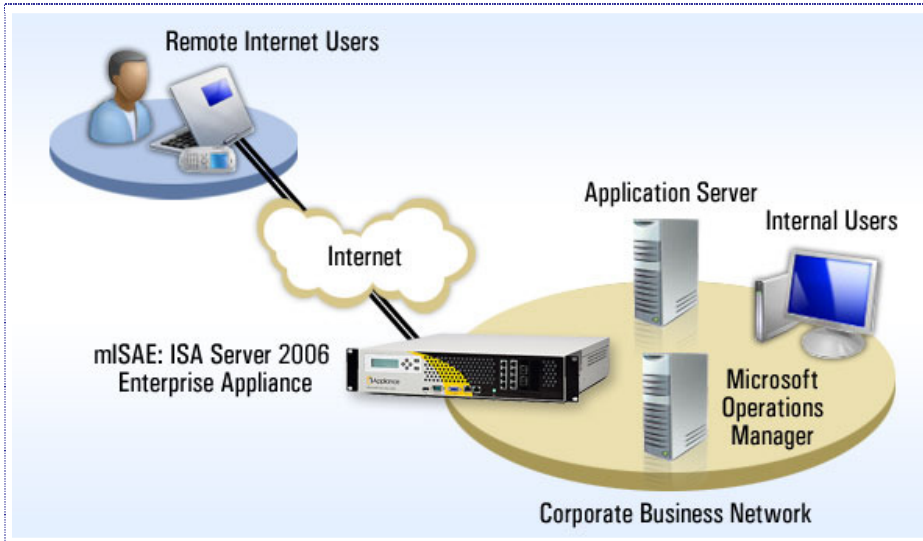 Remote Internet Users
Application Server
Internal Users
Internet
mISAE: ISA Server 2006
Enterprise Appliance
Appliance
Microsoft
Operations
Manager
Corporate Business Network